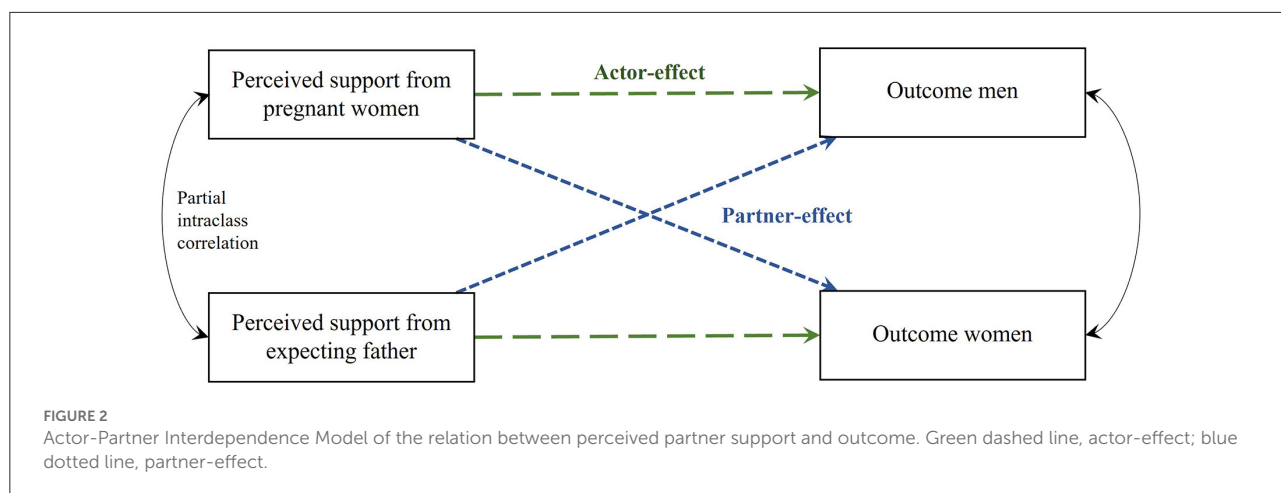 Perceived support from
pregnant women
Actor-effect
Outcome men
Partial
intraclass
correlation
Partner-effect
Perceived support from
expecting father
Outcome women
FIGURE 2
Actor-Partner Interdependence Model of the relation between perceived partner support and outcome. Green dashed line, actor-effect; blue
dotted line, partner-effect.